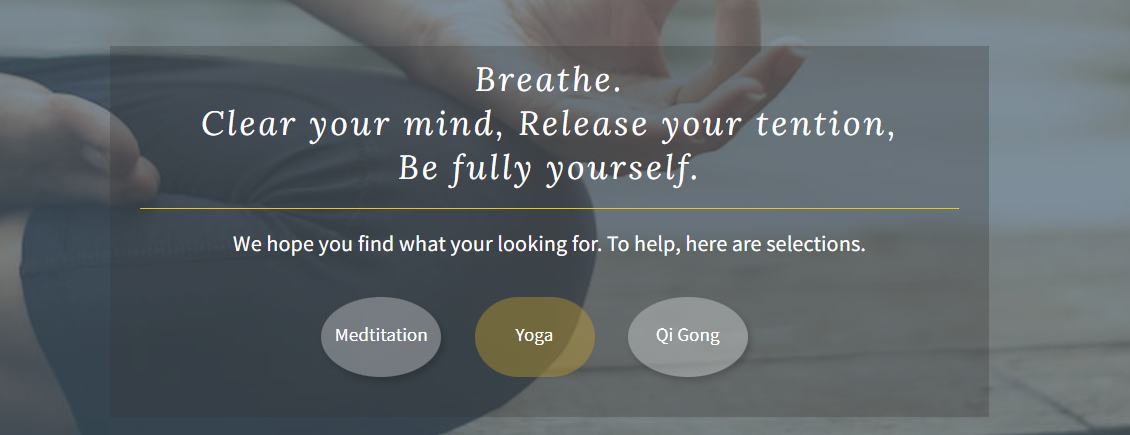 Breathe.
Clear your mind, Release your tention,
Be fully yourself.
We hope you find what your looking for. To help, here are selections.
Medtitation
Yoga
Qi Gong